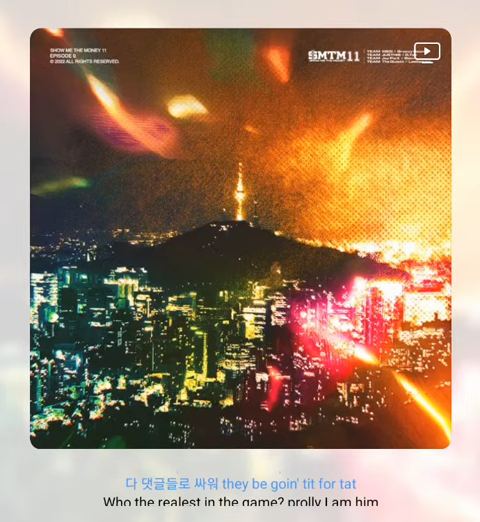 SHOW ME THE MONEY 11
EPISODE
© 2022 ALL RIGHTS RESERVED.
SMTM11
다 댓글들로 싸워 they be goin' tit for tat
Who the realest in the game? prolly I am him